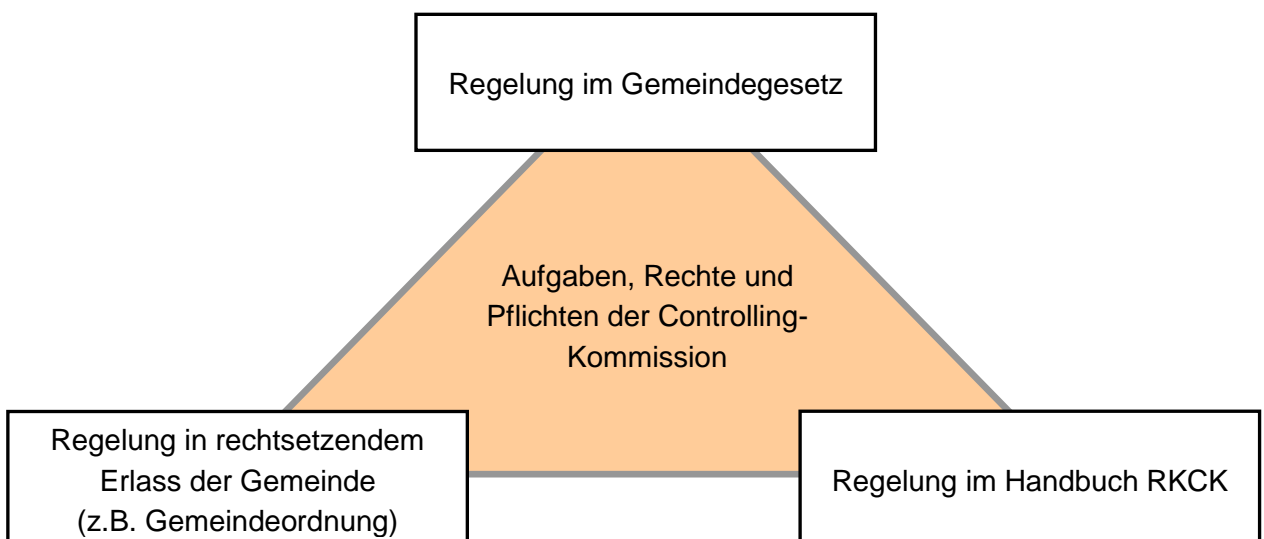 Regelung im Gemeindegesetz
Aufgaben, Rechte und
Pflichten der Controlling-
Kommission
Regelung in rechtsetzendem
Erlass der Gemeinde
(z.B. Gemeindeordnung)
Regelung im Handbuch RKCK